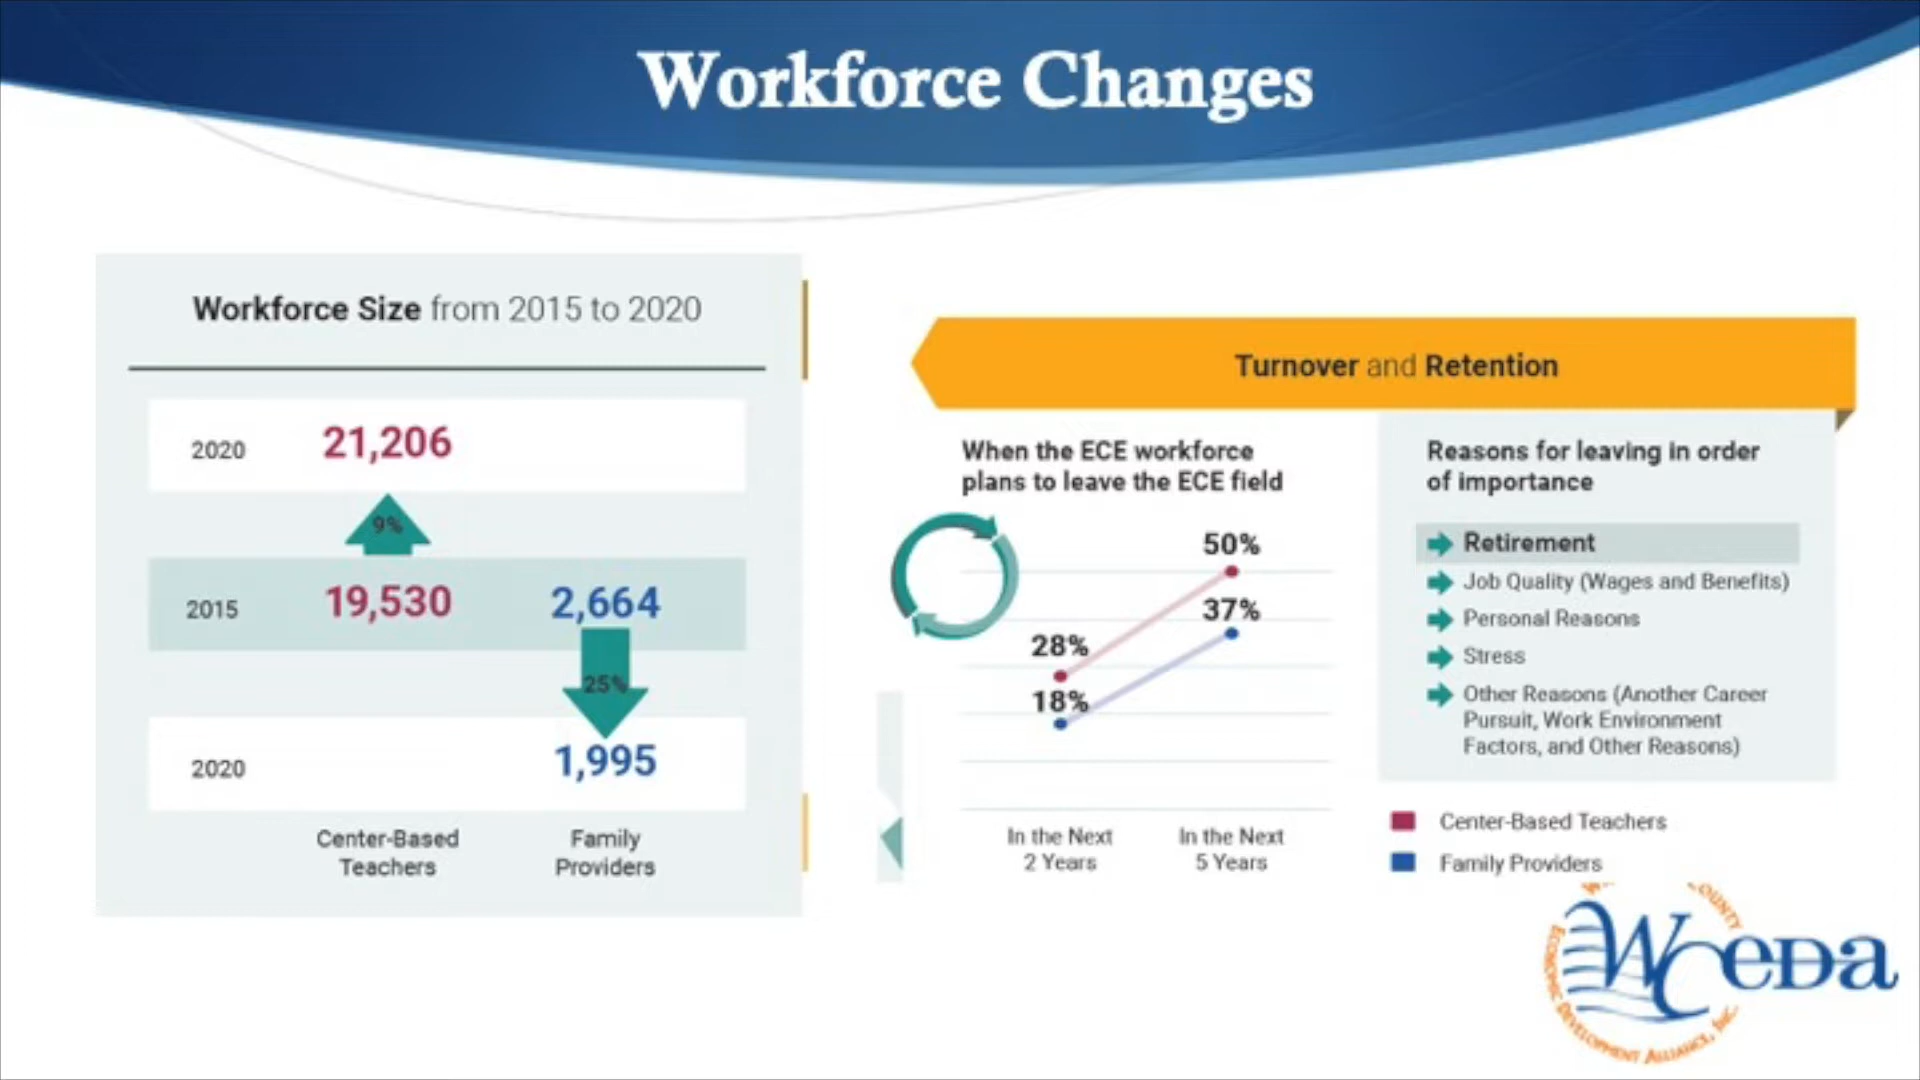 Workforce Changes
Workforce Size from 2015 to 2020
2020 21,206
9%
2015 19,530 2,664
25%
2020 1,995
Center-Based Teachers
Family Providers
Turnover and Retention
When the ECE workforce
plans to leave the ECE field
50%
37%
28%
18%
In the Next
2 Years
In the Next
5 Years
Reasons for leaving in order
of importance
Retirement
Job Quality (Wages and Benefits)
Personal Reasons
Stress
Other Reasons (Another Career
Pursuit, Work Environment
Factors, and Other Reasons)
Center-Based Teachers
Family Providers
WCEDA
Economic Development Alliance, Inc.